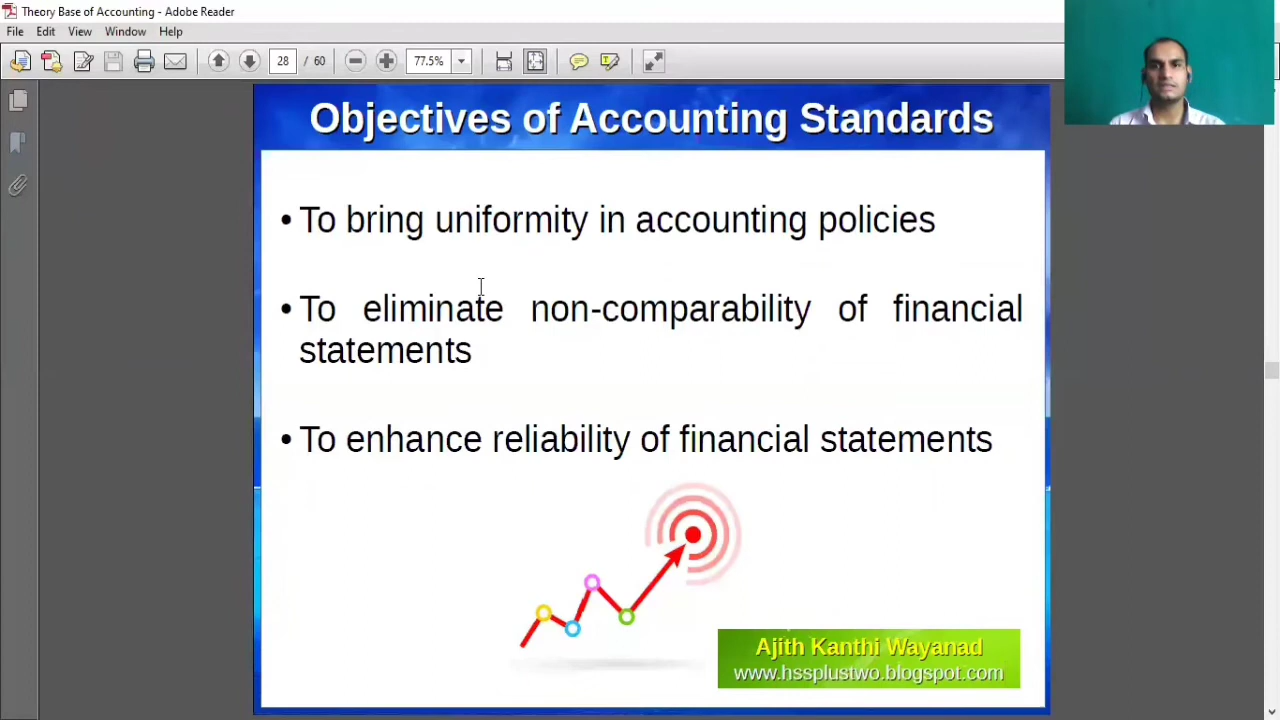 Theory Base of Accounting - Adobe Reader
File Edit View Window Help
28 / 60 77.5%
Objectives of Accounting Standards
• To bring uniformity in accounting policies
• To eliminate non-comparability of financial
statements
• To enhance reliability of financial statements
Ajith Kanthi Wayanad
www.hssplustwo.blogspot.com